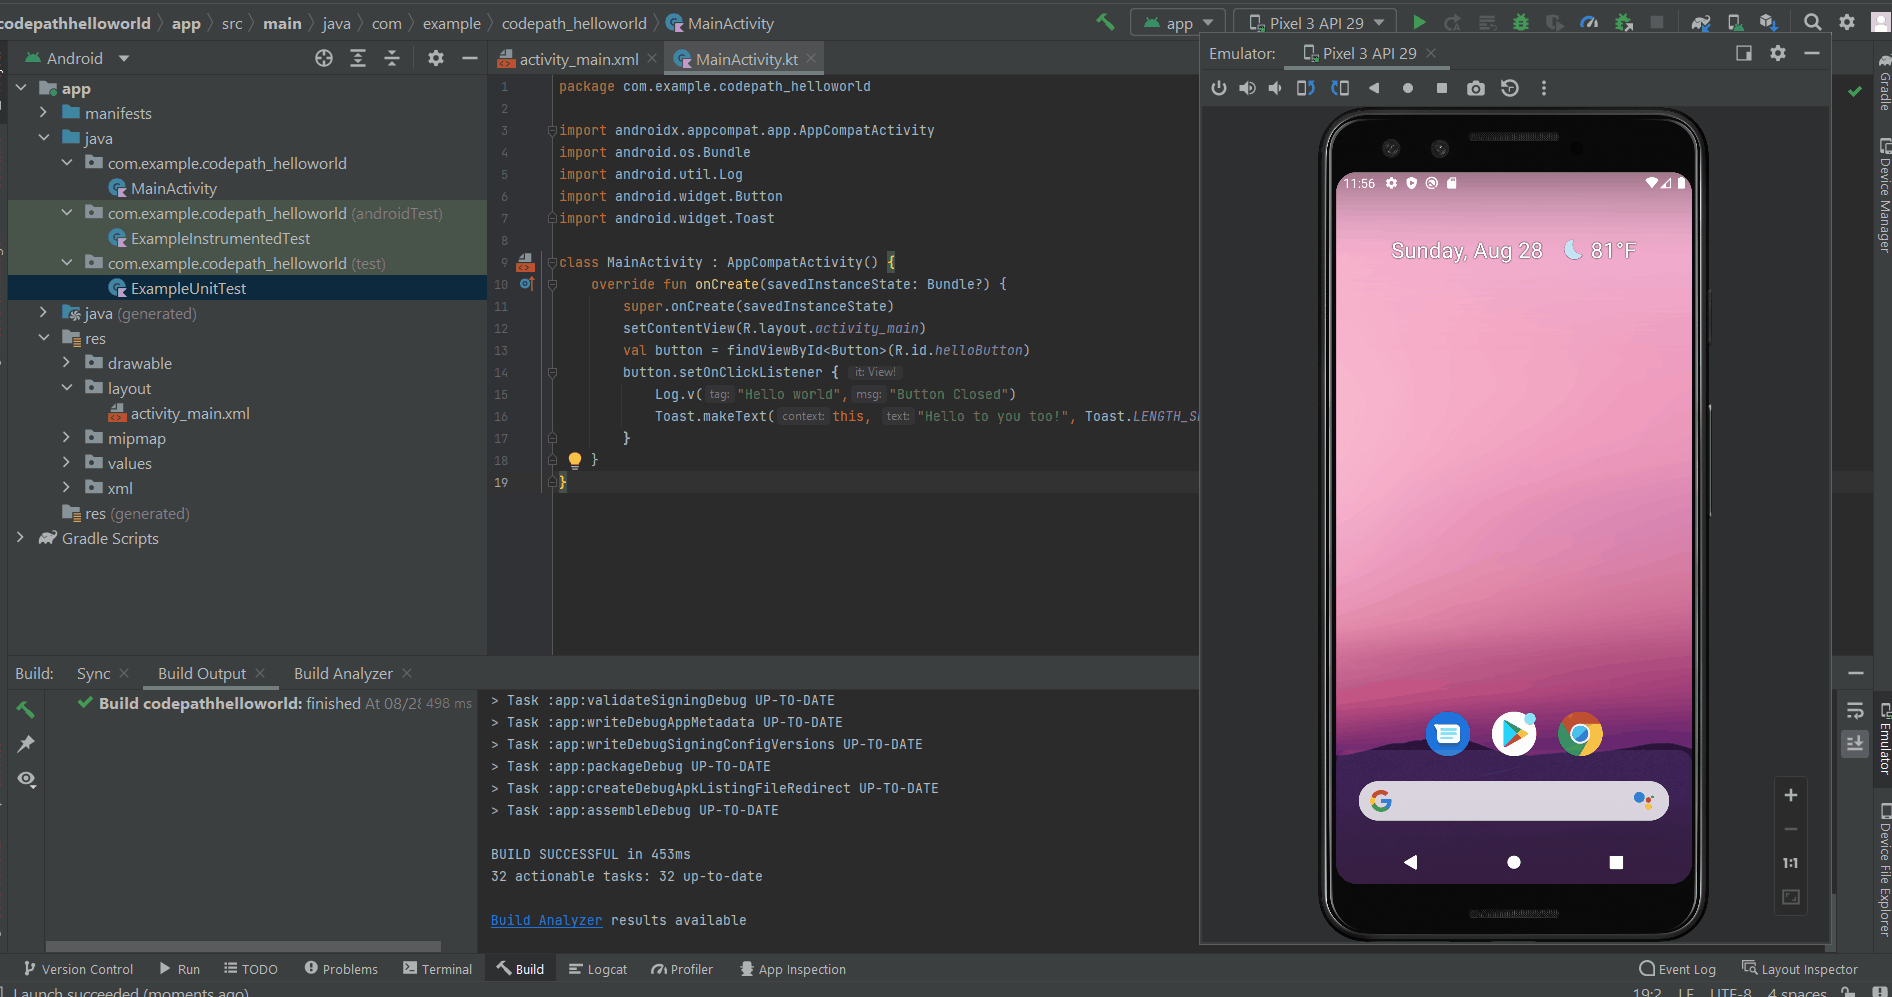 codepathhelloworld
app
src
main
java
com
example
codepath_helloworld
MainActivity
app
Pixel 3 API 29
Android
activity_main.xml
MainActivity.kt
Emulator:
Pixel 3 API 29
app
manifests
java
com.example.codepath_helloworld
MainActivity
com.example.codepath_helloworld (androidTest)
ExampleInstrumentedTest
com.example.codepath_helloworld (test)
ExampleUnitTest
java (generated)
res
drawable
layout
activity_main.xml
mipmap
values
xml
res (generated)
Gradle Scripts
1 package com.example.codepath_helloworld
2
3 import androidx.appcompat.app.AppCompatActivity
4 import android.os.Bundle
5 import android.util.Log
6 import android.widget.Button
7 import android.widget.Toast
8
9 class MainActivity : AppCompatActivity() {
10 override fun onCreate(savedInstanceState: Bundle?) {
11 super.onCreate(savedInstanceState)
12 setContentView(R.layout.activity_main)
13 val button = findViewById<Button>(R.id.helloButton)
14 button.setOnClickListener { it: View!
15 Log.v( tag: "Hello world", msg: "Button Closed")
16 Toast.makeText( context: this, text: "Hello to you too!", Toast.LENGTH_S
17 }
18 }
19 }
11:56
Sunday, Aug 28
81°F
1:1
Gradle
Device Manager
Emulator
Device File Explorer
Build:
Sync
Build Output
Build Analyzer
Build codepathhelloworld: finished At 08/28 498 ms
> Task :app:validateSigningDebug UP-TO-DATE
> Task :app:writeDebugAppMetadata UP-TO-DATE
> Task :app:writeDebugSigningConfigVersions UP-TO-DATE
> Task :app:packageDebug UP-TO-DATE
> Task :app:createDebugApkListingFileRedirect UP-TO-DATE
> Task :app:assembleDebug UP-TO-DATE
BUILD SUCCESSFUL in 453ms
32 actionable tasks: 32 up-to-date
Build Analyzer results available
Version Control
Run
TODO
Problems
Terminal
Build
Logcat
Profiler
App Inspection
Event Log
Layout Inspector
Launch succeeded (moments ago)
19:2
LF
UTF-8
4 spaces